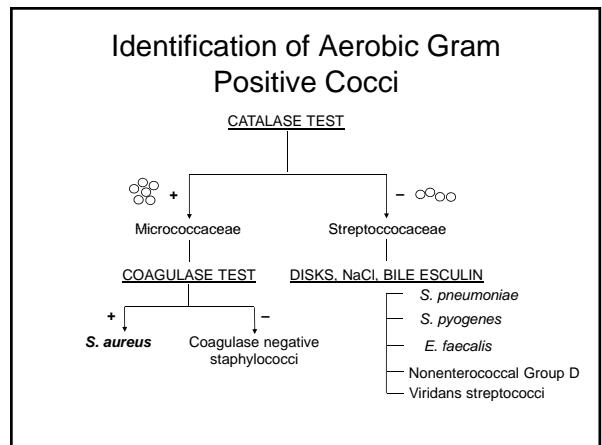 Identification of Aerobic Gram
Positive Cocci
CATALASE TEST
+ –
Micrococcaceae Streptoccocaceae
COAGULASE TEST DISKS, NaCl, BILE ESCULIN
+ –
S. aureus Coagulase negative
staphylococci
S. pneumoniae
S. pyogenes
E. faecalis
Nonenterococcal Group D
Viridans streptococci